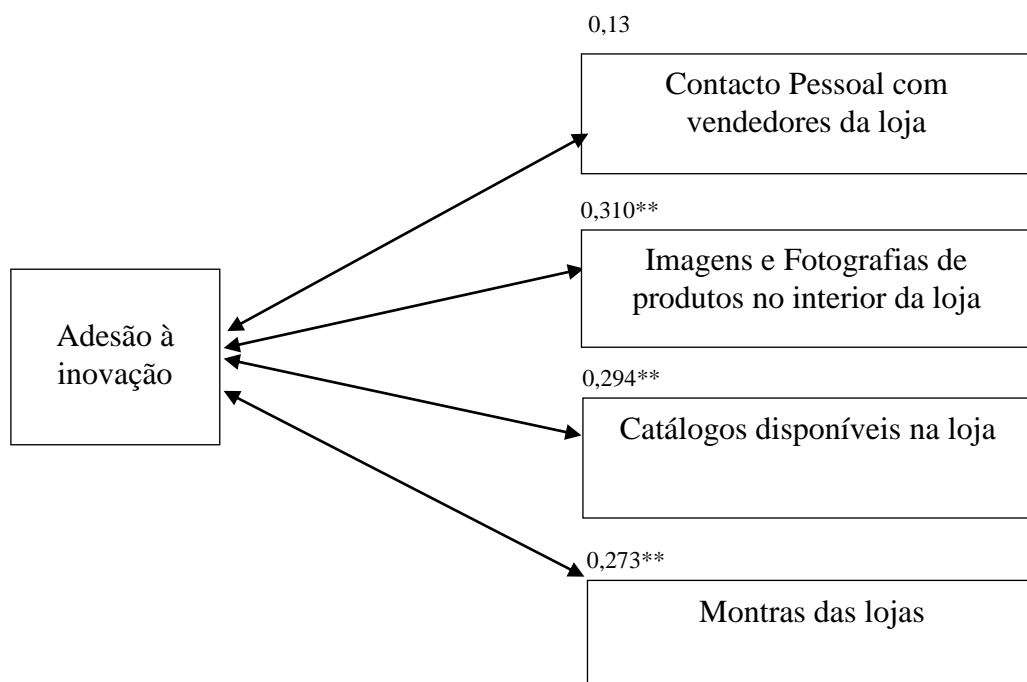 0,13
Contacto Pessoal com
vendedores da loja
0,310**
Imagens e Fotografias de
produtos no interior da loja
Adesão à
inovação
0,294**
Catálogos disponíveis na loja
0,273**
Montras das lojas